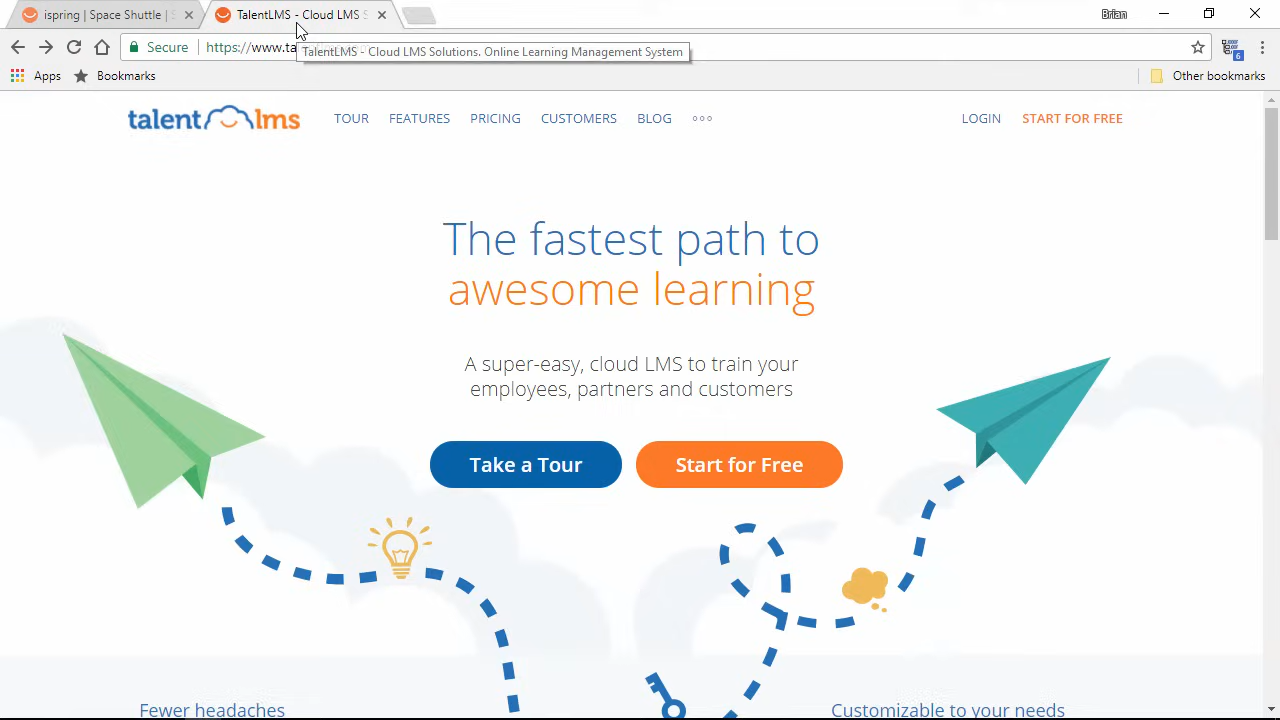 ispring | Space Shuttle | S
TalentLMS - Cloud LMS S
Brian
Secure
https://www.ta
TalentLMS - Cloud LMS Solutions. Online Learning Management System
6
Apps
Bookmarks
Other bookmarks
talent lms
TOUR
FEATURES
PRICING
CUSTOMERS
BLOG
LOGIN
START FOR FREE
The fastest path to
awesome learning
A super-easy, cloud LMS to train your
employees, partners and customers
Take a Tour
Start for Free
Fewer headaches
Customizable to your needs